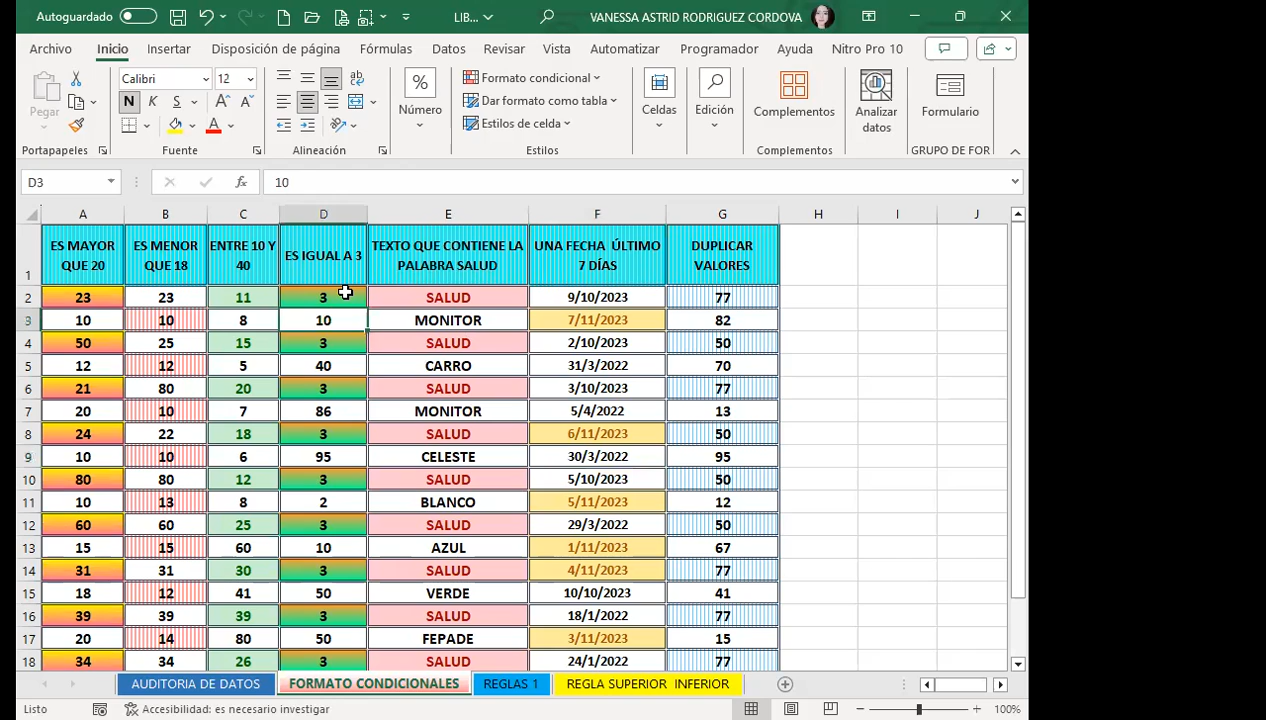 Autoguardado LIB... VANESSA ASTRID RODRIGUEZ CORDOVA
Archivo Inicio Insertar Disposición de página Fórmulas Datos Revisar Vista Automatizar Programador Ayuda Nitro Pro 10
Pegar
Calibri 12
N K S A A
A
%
Número
Formato condicional
Dar formato como tabla
Estilos de celda
Celdas
Edición
Complementos
Analizar
datos
Formulario
Portapapeles Fuente Alineación Estilos Complementos GRUPO DE FOR
D3 fx 10
A B C D E F G H I J
1 ES MAYOR QUE 20 ES MENOR QUE 18 ENTRE 10 Y 40 ES IGUAL A 3 TEXTO QUE CONTIENE LA PALABRA SALUD UNA FECHA ÚLTIMO 7 DÍAS DUPLICAR VALORES
2 23 23 11 3 SALUD 9/10/2023 77
3 10 10 8 10 MONITOR 7/11/2023 82
4 50 25 15 3 SALUD 2/10/2023 50
5 12 12 5 40 CARRO 31/3/2022 70
6 21 80 20 3 SALUD 3/10/2023 77
7 20 10 7 86 MONITOR 5/4/2022 13
8 24 22 18 3 SALUD 6/11/2023 50
9 10 10 6 95 CELESTE 30/3/2022 95
10 80 80 12 3 SALUD 5/10/2023 50
11 10 13 8 2 BLANCO 5/11/2023 12
12 60 60 25 3 SALUD 29/3/2022 50
13 15 15 60 10 AZUL 1/11/2023 67
14 31 31 30 3 SALUD 4/11/2023 77
15 18 12 41 50 VERDE 10/10/2023 41
16 39 39 39 3 SALUD 18/1/2022 77
17 20 14 80 50 FEPADE 3/11/2023 15
18 34 34 26 3 SALUD 24/1/2022 77
AUDITORIA DE DATOS FORMATO CONDICIONALES REGLAS 1 REGLA SUPERIOR INFERIOR
Listo Accesibilidad: es necesario investigar 100%